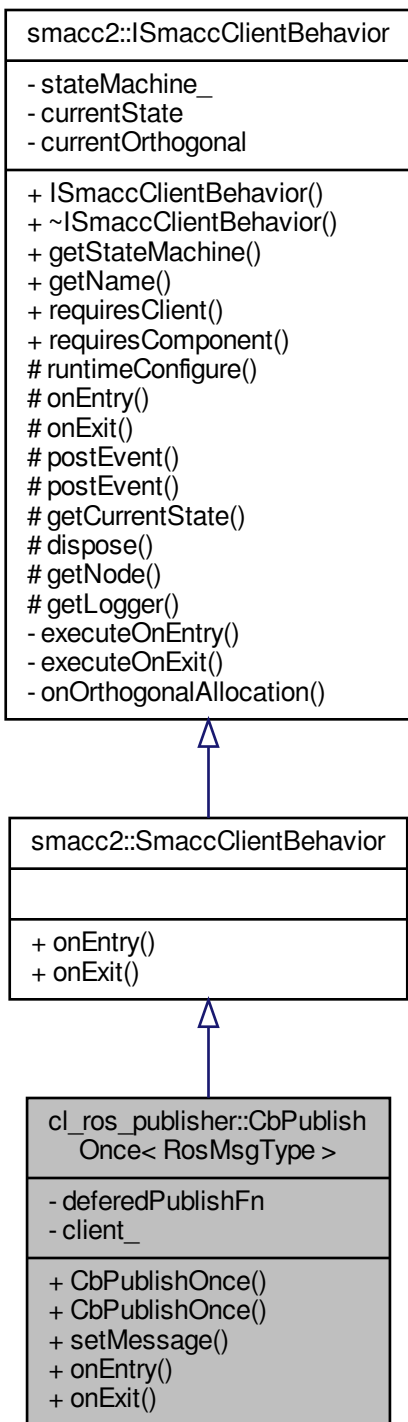 smacc2::ISmaccClientBehavior
- stateMachine_
- currentState
- currentOrthogonal
+ ISmaccClientBehavior()
+ ~ISmaccClientBehavior()
+ getStateMachine()
+ getName()
+ requiresClient()
+ requiresComponent()
# runtimeConfigure()
# onEntry()
# onExit()
# postEvent()
# postEvent()
# getCurrentState()
# dispose()
# getNode()
# getLogger()
- executeOnEntry()
- executeOnExit()
- onOrthogonalAllocation()
smacc2::SmaccClientBehavior
+ onEntry()
+ onExit()
cl_ros_publisher::CbPublish
Once< RosMsgType >
- deferedPublishFn
- client_
+ CbPublishOnce()
+ CbPublishOnce()
+ setMessage()
+ onEntry()
+ onExit()